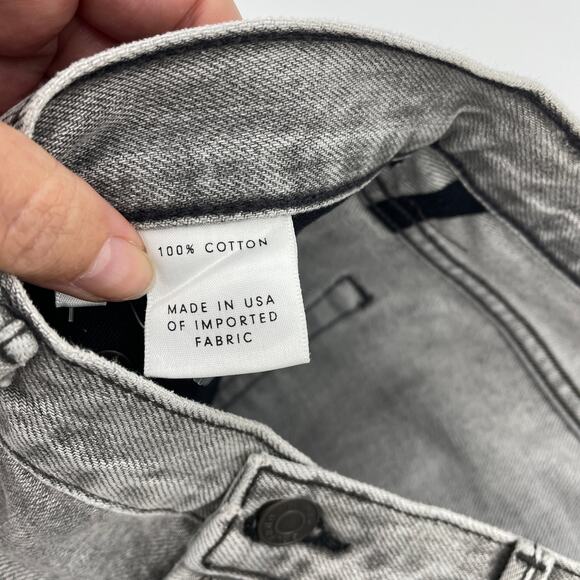 100% COTTON
MADE IN USA
OF IMPORTED
FABRIC